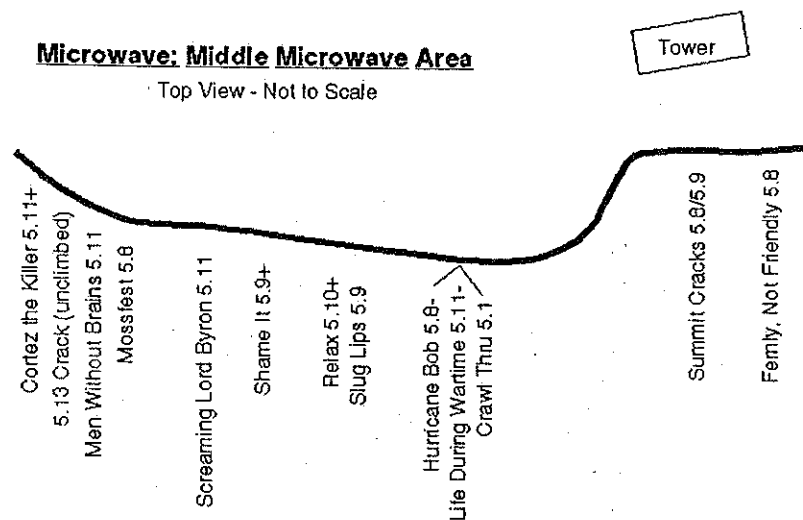 Microwave: Middle Microwave Area
Top View - Not to Scale
Tower
Cortez the Killer 5.11+
5.13 Crack (unclimbed)
Men Without Brains 5.11
Mossfest 5.8
Screaming Lord Byron 5.11
Shame It 5.9+
Relax 5.10+
Slug Lips 5.9
Hurricane Bob 5.8-
Life During Wartime 5.11-
Crawl Thru 5.1
Summit Cracks 5.8/5.9
Fernly, Not Friendly 5.8